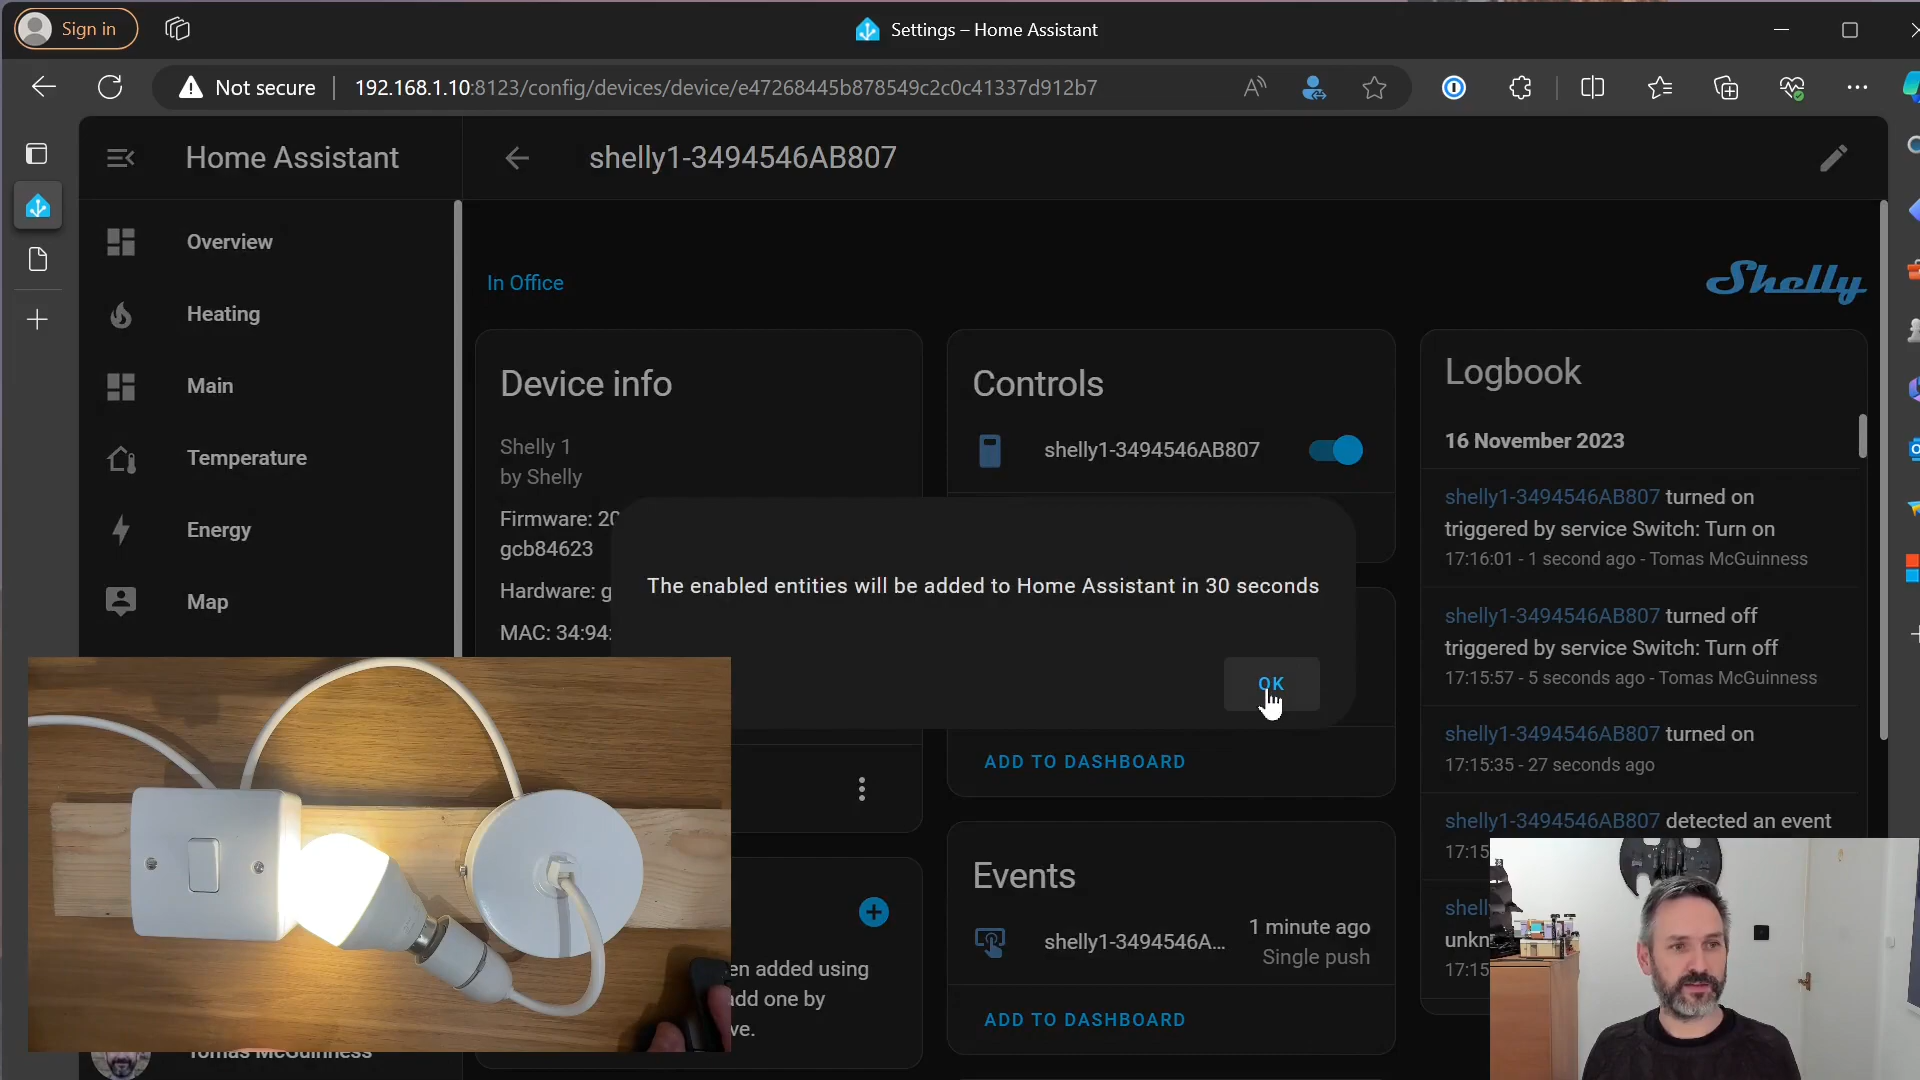 Sign in
Settings – Home Assistant
Not secure
192.168.1.10:8123/config/devices/device/e47268445b878549c2c0c41337d912b7
Home Assistant
shelly1-3494546AB807
Overview
Heating
Main
Temperature
Energy
Map
Tomas McGuinness
In Office
Shelly
Device info
Shelly 1
by Shelly
Firmware: 20
gcb84623
Hardware: g
MAC: 34:94:
en added using
add one by
ve.
Controls
shelly1-3494546AB807
The enabled entities will be added to Home Assistant in 30 seconds
OK
ADD TO DASHBOARD
Events
shelly1-3494546A...
1 minute ago
Single push
ADD TO DASHBOARD
Logbook
16 November 2023
shelly1-3494546AB807 turned on
triggered by service Switch: Turn on
17:16:01 - 1 second ago - Tomas McGuinness
shelly1-3494546AB807 turned off
triggered by service Switch: Turn off
17:15:57 - 5 seconds ago - Tomas McGuinness
shelly1-3494546AB807 turned on
17:15:35 - 27 seconds ago
shelly1-3494546AB807 detected an event
17:15
shell
unkn
17:15